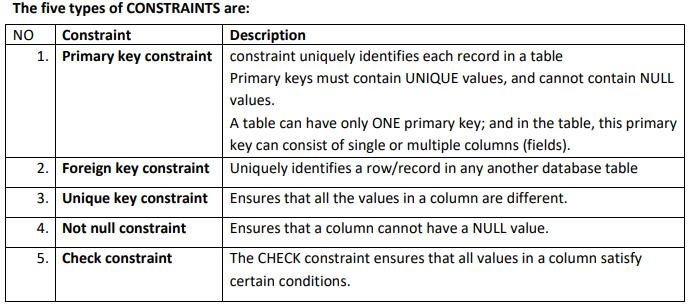 The five types of CONSTRAINTS are:
NO Constraint Description
1. Primary key constraint constraint uniquely identifies each record in a table
Primary keys must contain UNIQUE values, and cannot contain NULL
values.
A table can have only ONE primary key; and in the table, this primary
key can consist of single or multiple columns (fields).
2. Foreign key constraint Uniquely identifies a row/record in any another database table
3. Unique key constraint Ensures that all the values in a column are different.
4. Not null constraint Ensures that a column cannot have a NULL value.
5. Check constraint The CHECK constraint ensures that all values in a column satisfy
certain conditions.